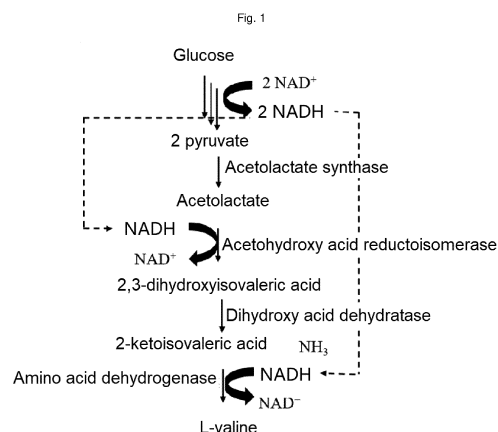 Fig. 1
Glucose
2 NAD⁺
2 NADH
2 pyruvate
Acetolactate synthase
Acetolactate
NADH
Acetohydroxy acid reductoisomerase
NAD⁺
2,3-dihydroxyisovaleric acid
Dihydroxy acid dehydratase
2-ketoisovaleric acid
NH₃
Amino acid dehydrogenase
NADH
NAD⁻
L-valine